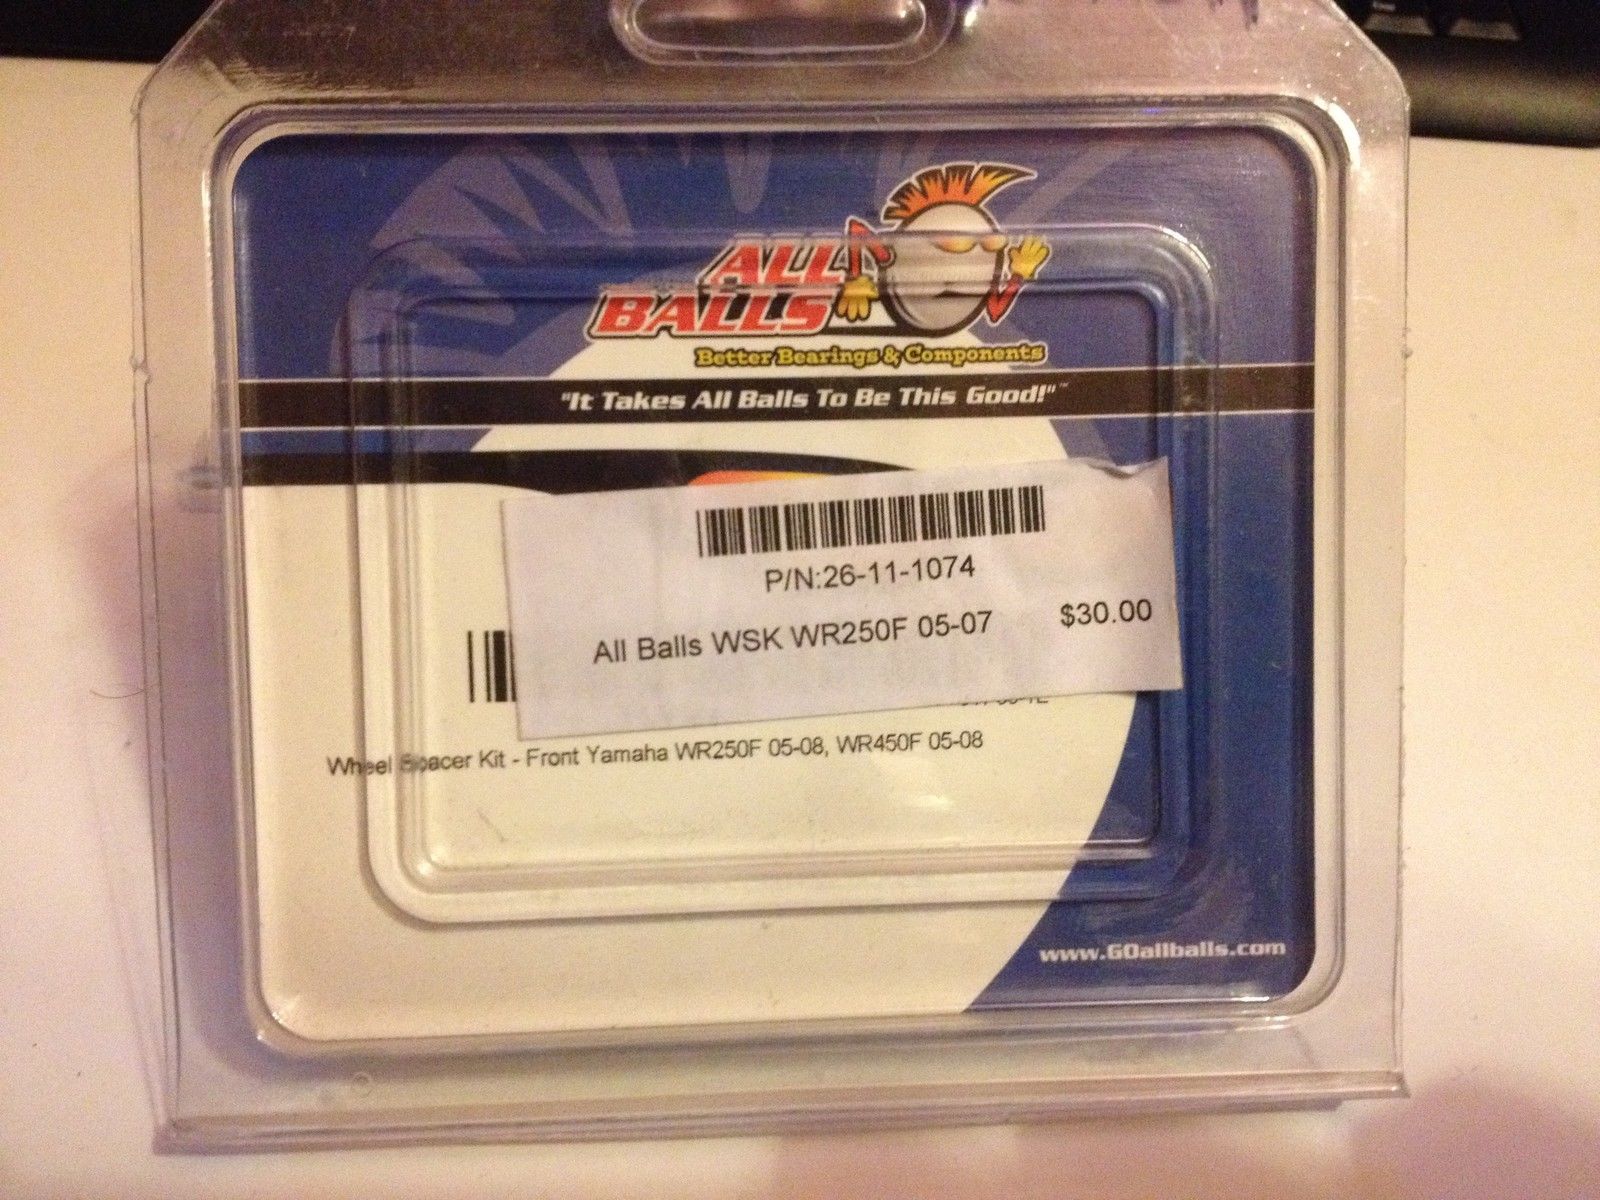 ALL
BALLS
Better Bearings & Components
"It Takes All Balls To Be This Good!"™
P/N:26-11-1074
All Balls WSK WR250F 05-07 $30.00
Wheel Spacer Kit - Front Yamaha WR250F 05-08, WR450F 05-08
www.GOallballs.com